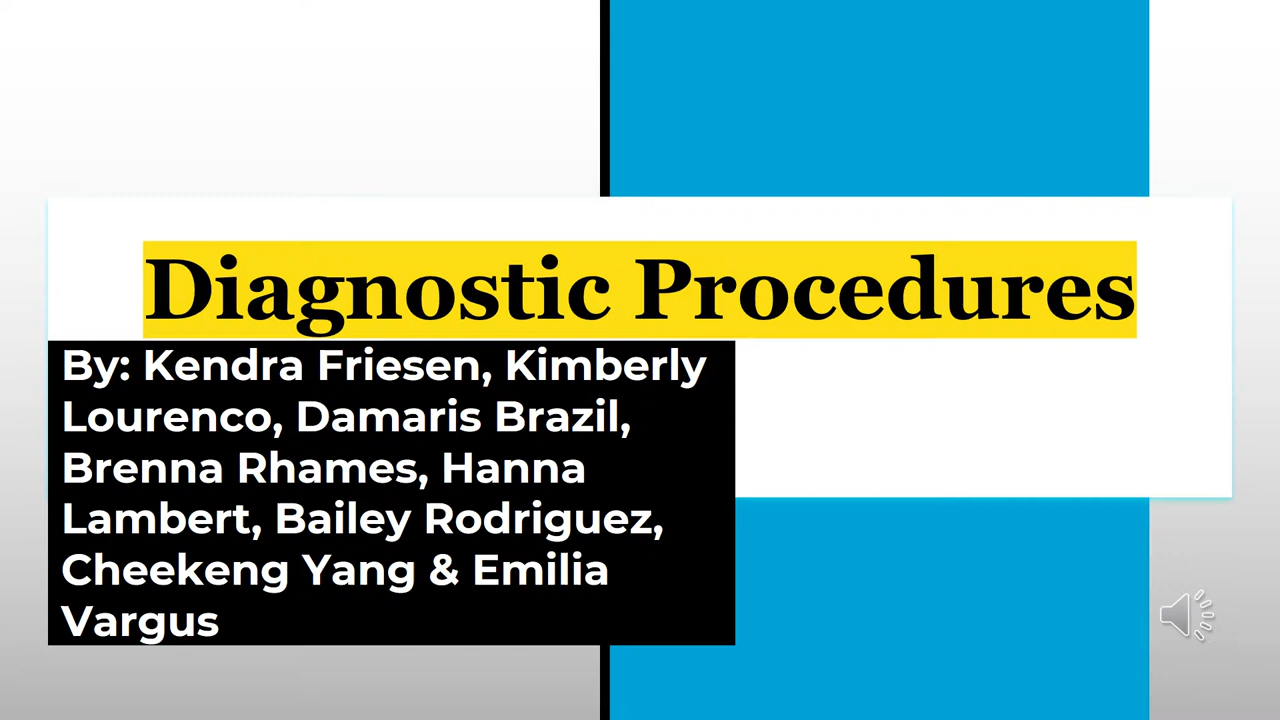 Diagnostic Procedures
By: Kendra Friesen, Kimberly
Lourenco, Damaris Brazil,
Brenna Rhames, Hanna
Lambert, Bailey Rodriguez,
Cheekeng Yang & Emilia
Vargus